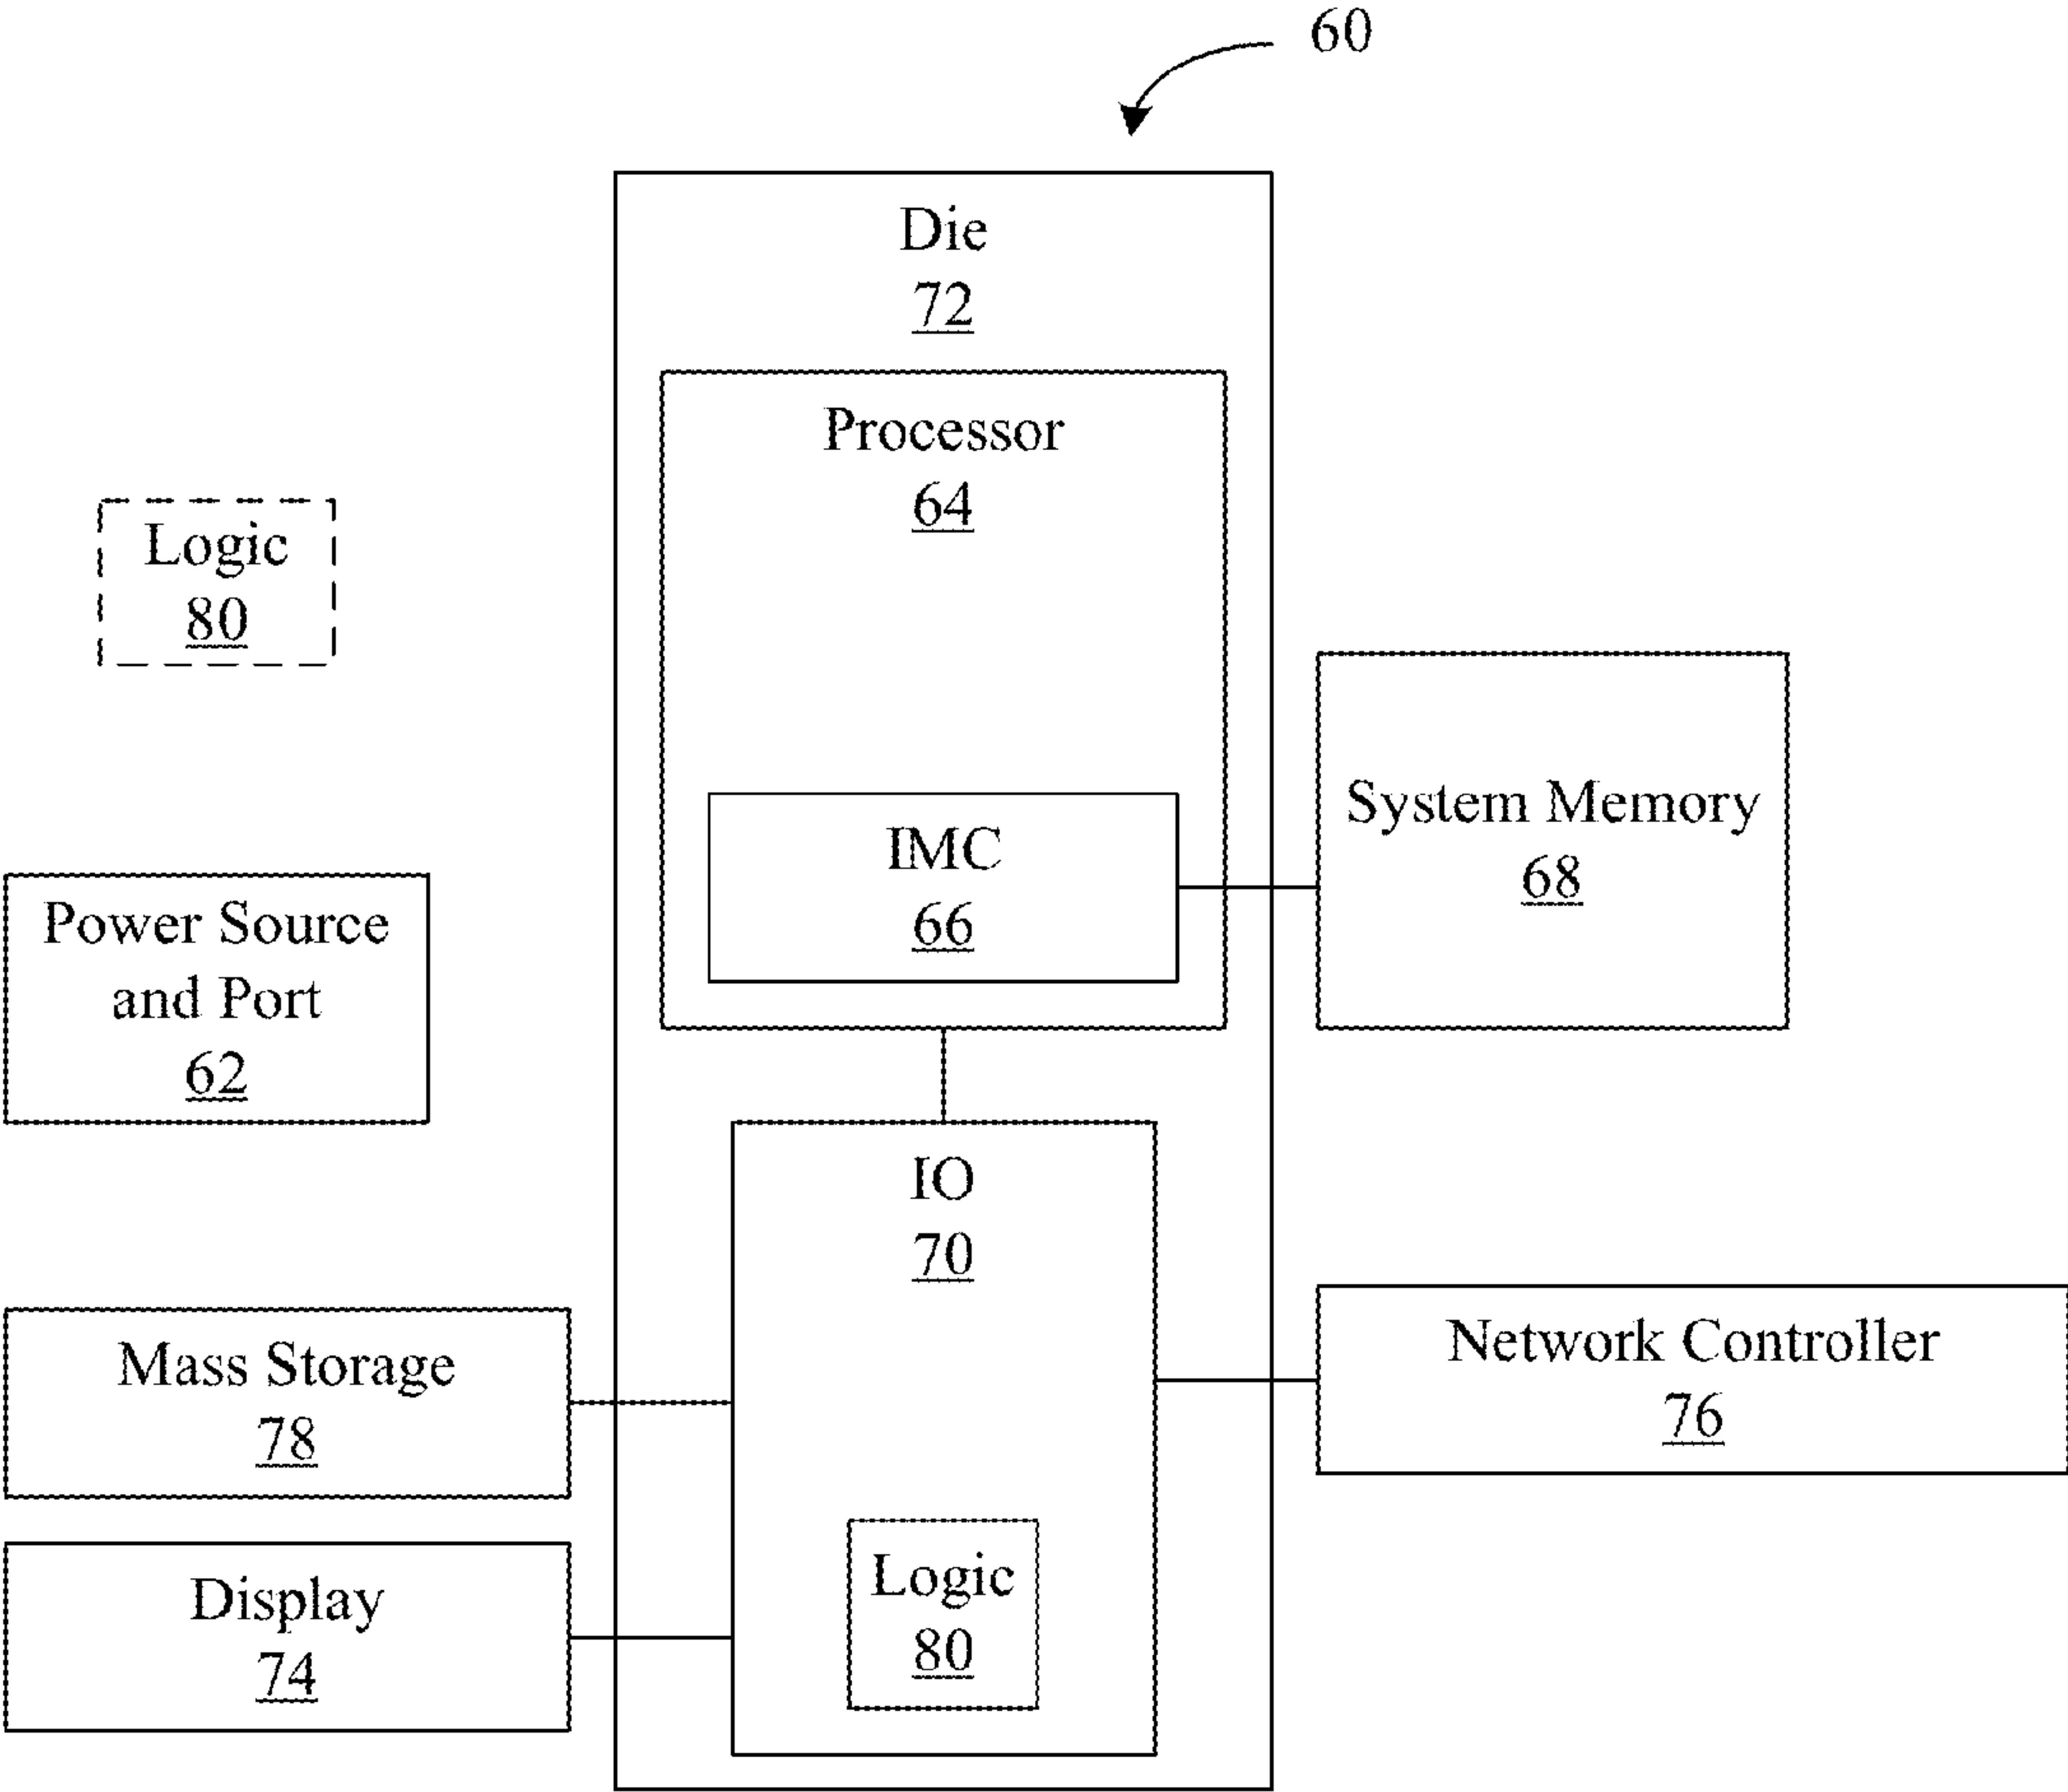 60
Die
72
Processor
64
Logic
80
IMC
66
System Memory
68
Power Source
and Port
62
IO
70
Mass Storage
78
Network Controller
76
Display
74
Logic
80